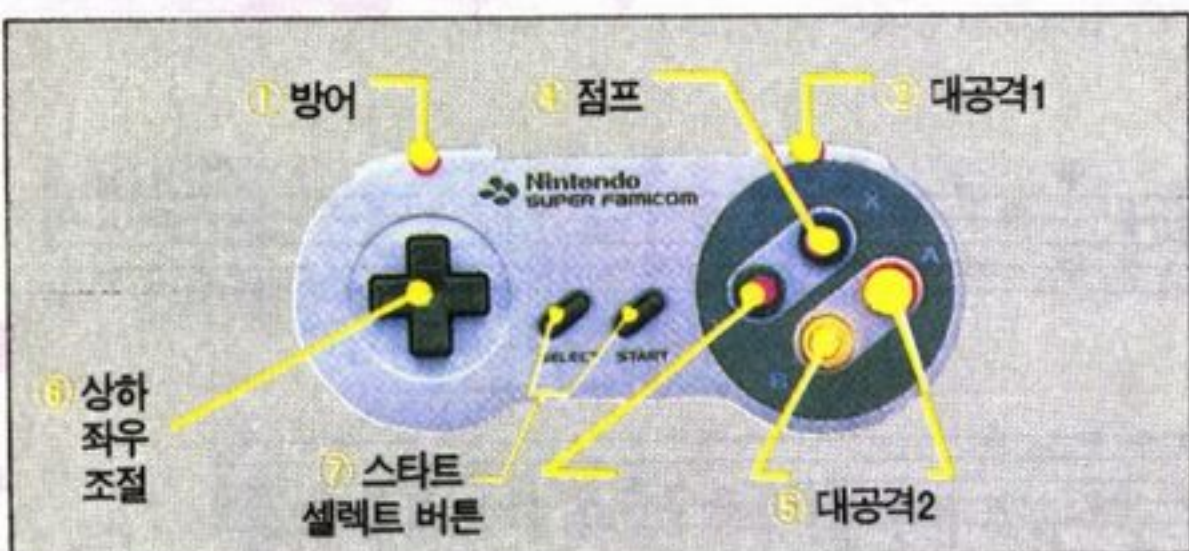 ① 방어
④ 점프
③ 대공격1
Nintendo
SUPER Famicom
X
A
B
SELECT START
⑥ 상하
좌우
조절
⑦ 스타트
셀렉트 버튼
⑤ 대공격2